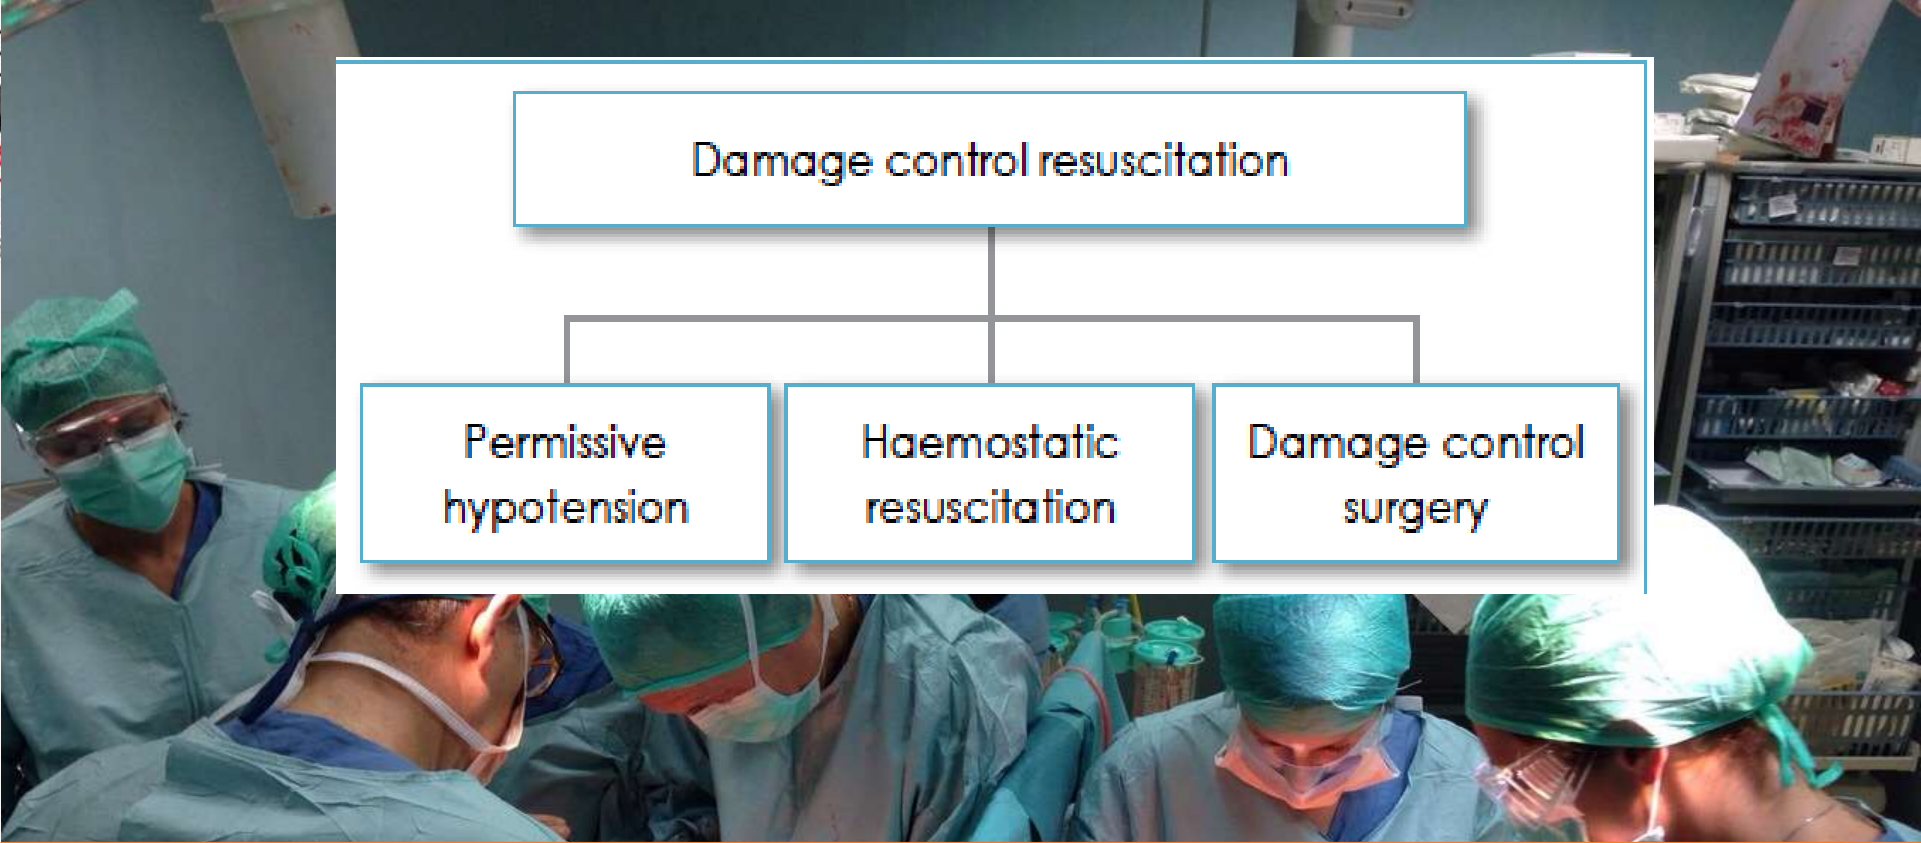 Damage control resuscitation
Permissive
hypotension
Haemostatic
resuscitation
Damage control
surgery